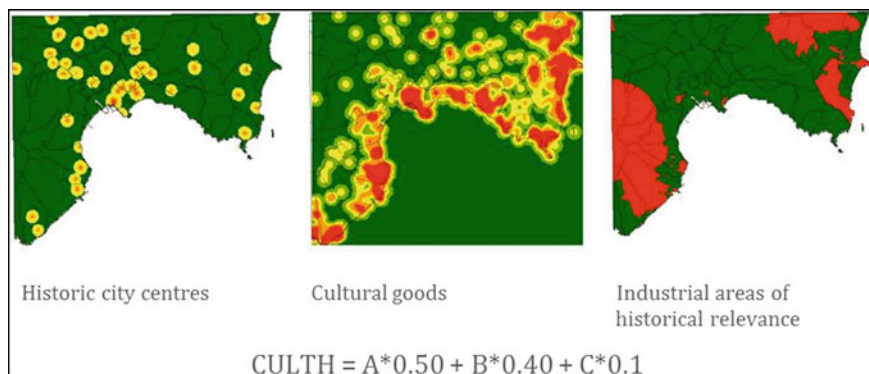 Historic city centres
Cultural goods
Industrial areas of
historical relevance
CULTH = A*0.50 + B*0.40 + C*0.1